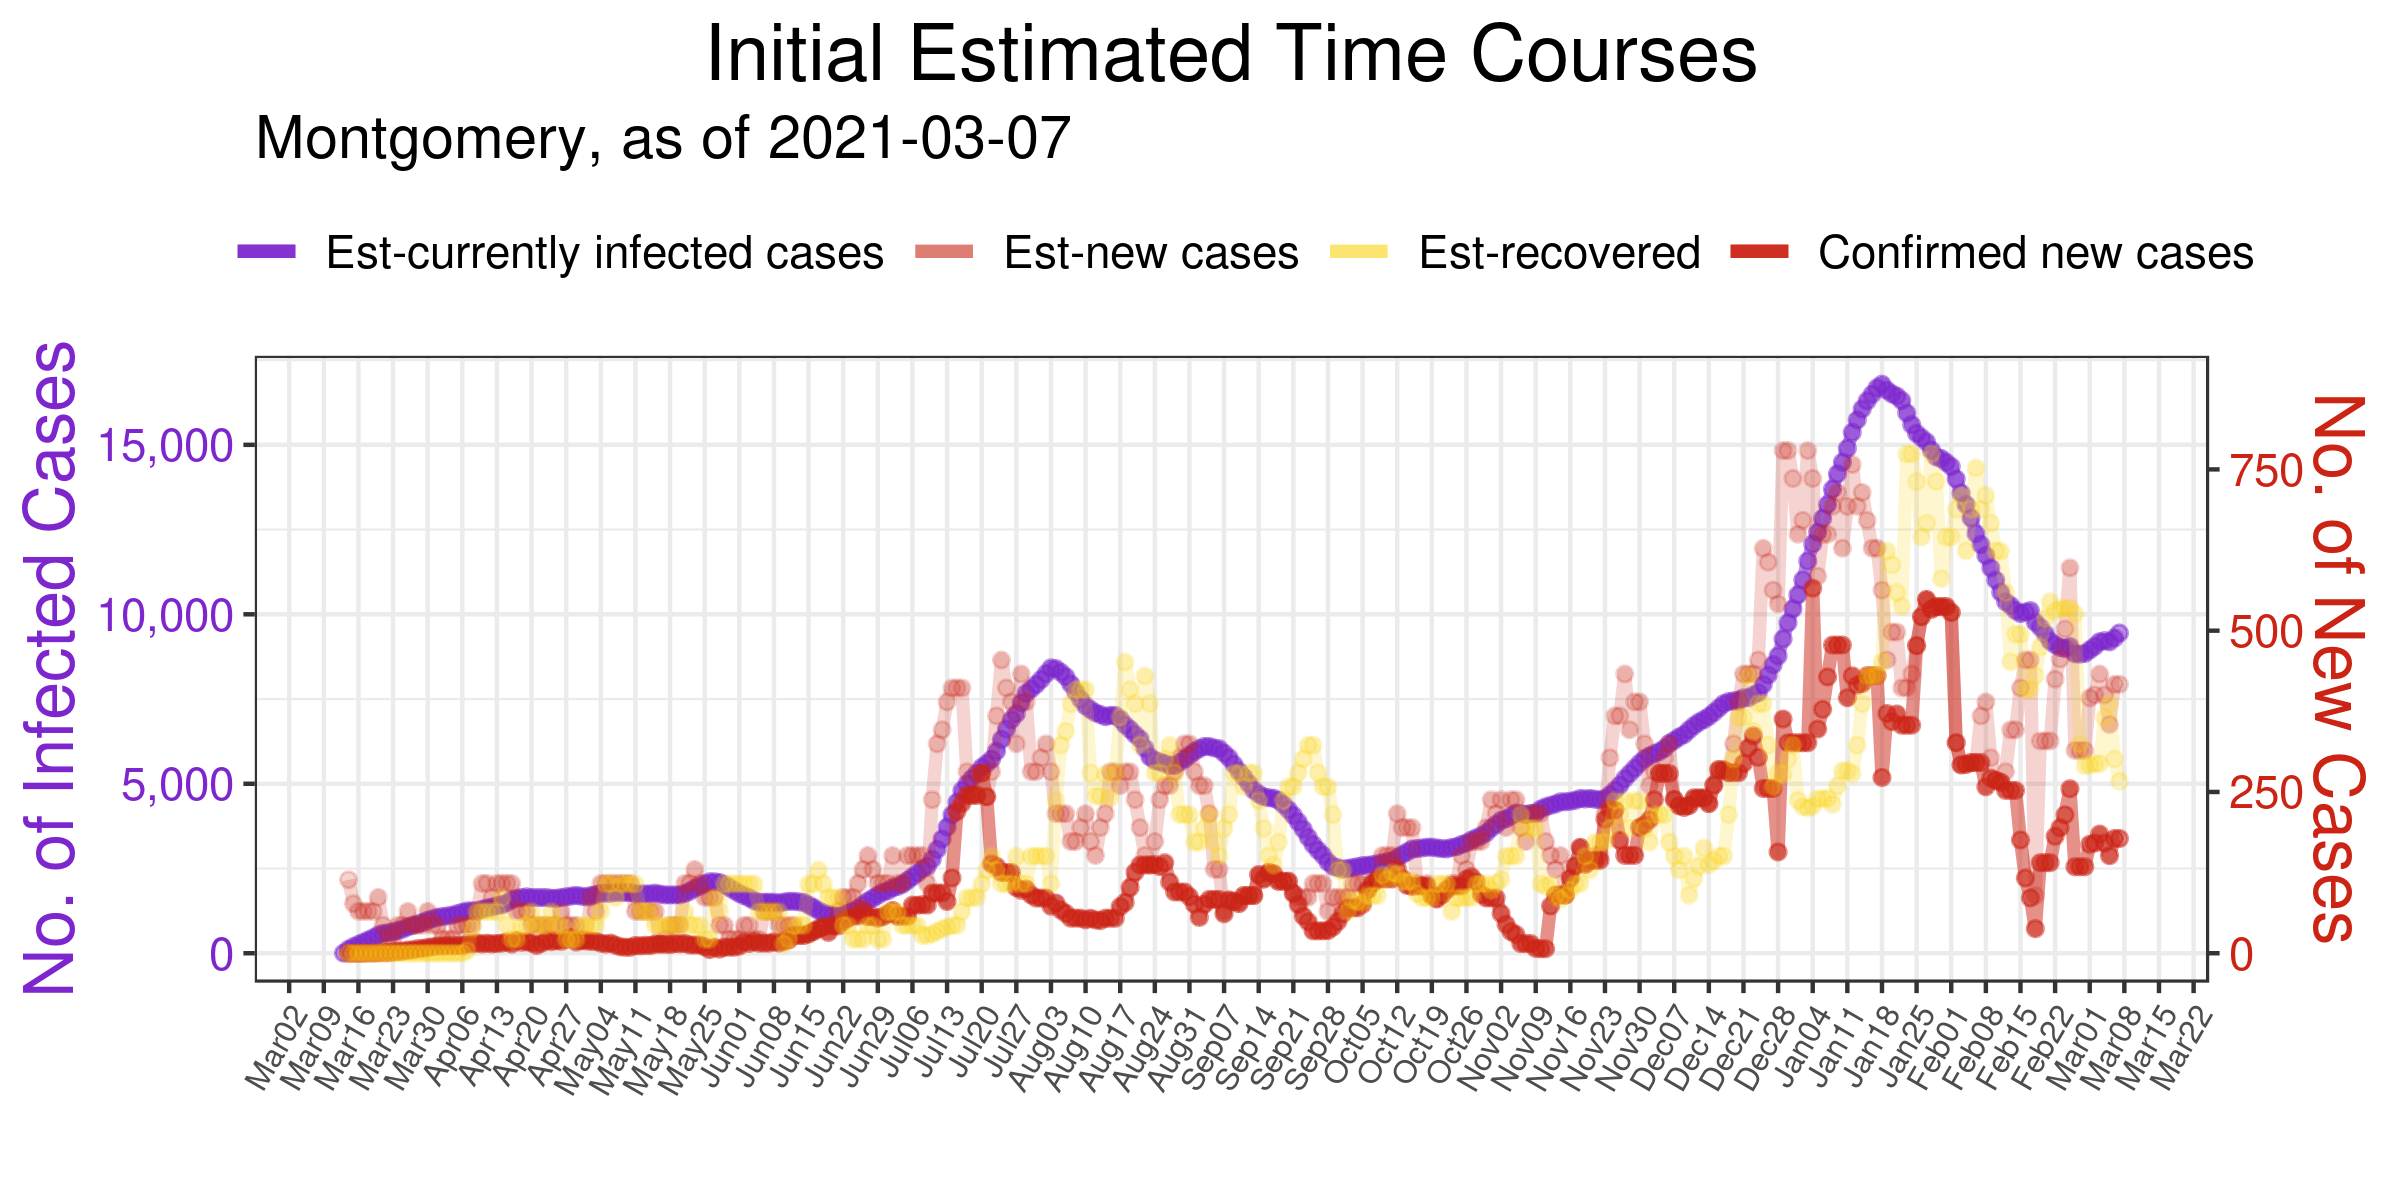 Initial Estimated Time Courses
Montgomery, as of 2021-03-07
Est-currently infected cases Est-new cases Est-recovered Confirmed new cases
No. of Infected Cases
15,000
10,000
5,000
0
750
500
250
0
No. of New Cases
Mar02 Mar09 Mar16 Mar23 Mar30 Apr06 Apr13 Apr20 Apr27 May04 May11 May18 May25 Jun01 Jun08 Jun15 Jun22 Jun29 Jul06 Jul13 Jul20 Jul27 Aug03 Aug10 Aug17 Aug24 Aug31 Sep07 Sep14 Sep21 Sep28 Oct05 Oct12 Oct19 Oct26 Nov02 Nov09 Nov16 Nov23 Nov30 Dec07 Dec14 Dec21 Dec28 Jan04 Jan11 Jan18 Jan25 Feb01 Feb08 Feb15 Feb22 Mar01 Mar08 Mar15 Mar22